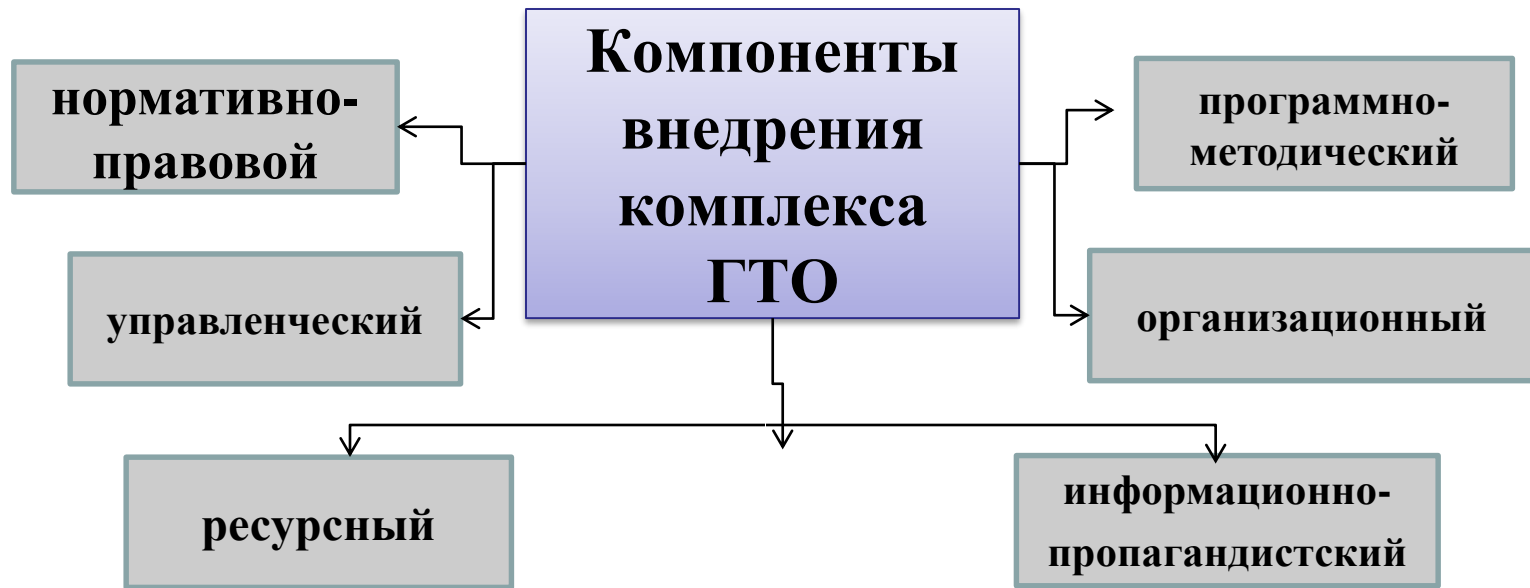 Компоненты
внедрения
комплекса
ГТО
нормативно-
правовой
программно-
методический
управленческий
организационный
ресурсный
информационно-
пропагандистский